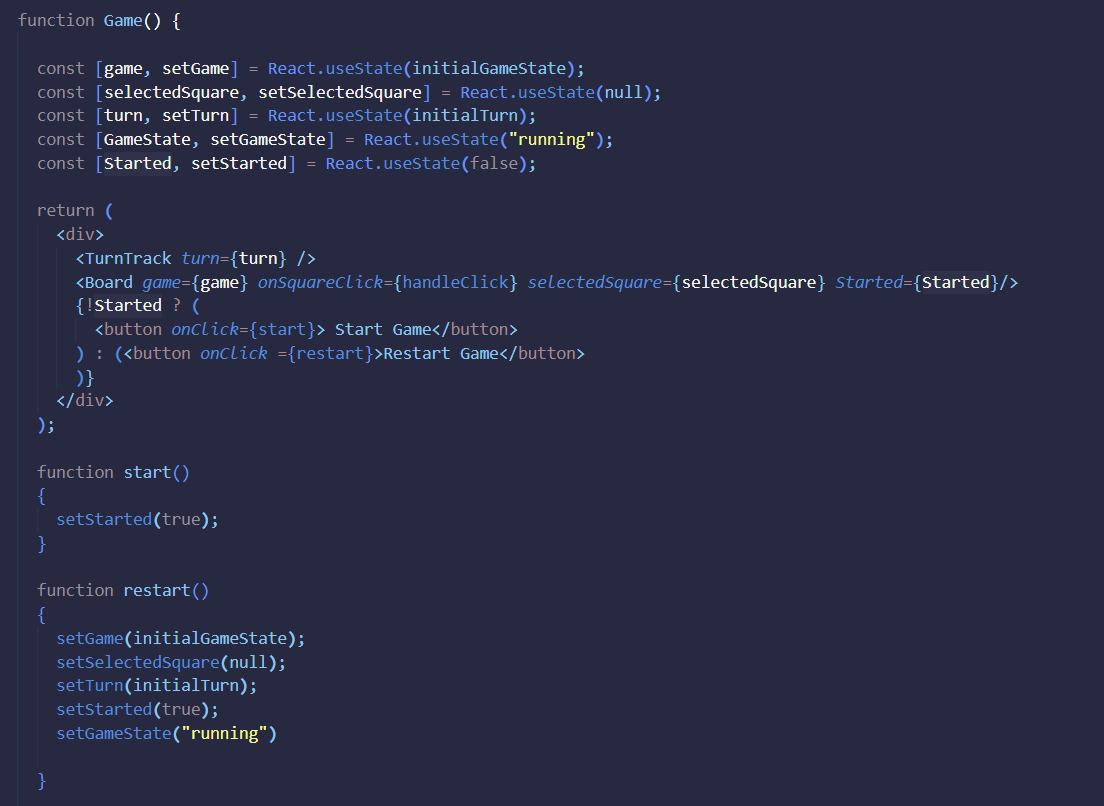 function Game() {
const [game, setGame] = React.useState(initialGameState);
const [selectedSquare, setSelectedSquare] = React.useState(null);
const [turn, setTurn] = React.useState(initialTurn);
const [GameState, setGameState] = React.useState("running");
const [Started, setStarted] = React.useState(false);
return (
<div>
<TurnTrack turn={turn} />
<Board game={game} onSquareClick={handleClick} selectedSquare={selectedSquare} Started={Started}/>
{!Started ? (
<button onClick={start}> Start Game</button>
) : (<button onClick ={restart}>Restart Game</button>
)}
</div>
);
function start()
{
setStarted(true);
}
function restart()
{
setGame(initialGameState);
setSelectedSquare(null);
setTurn(initialTurn);
setStarted(true);
setGameState("running")
}